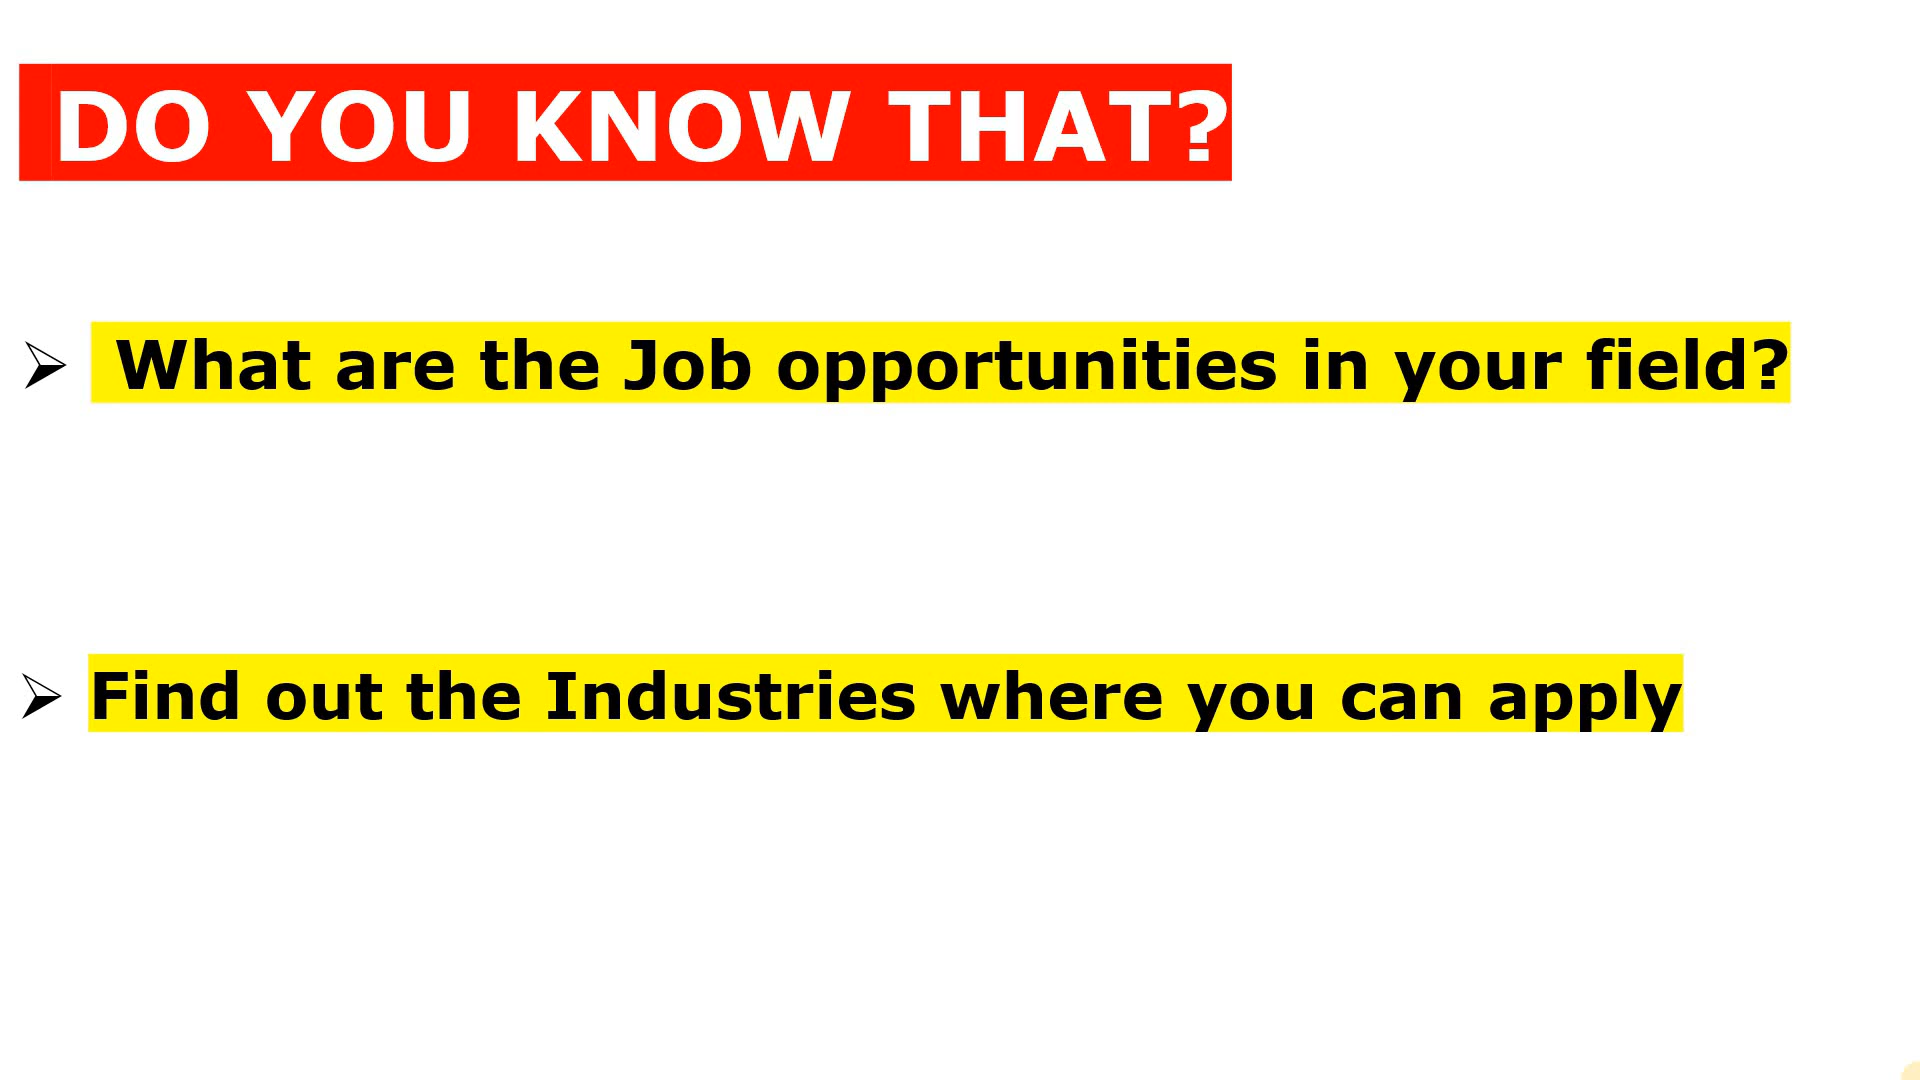 DO YOU KNOW THAT?
➢ What are the Job opportunities in your field?
➢ Find out the Industries where you can apply